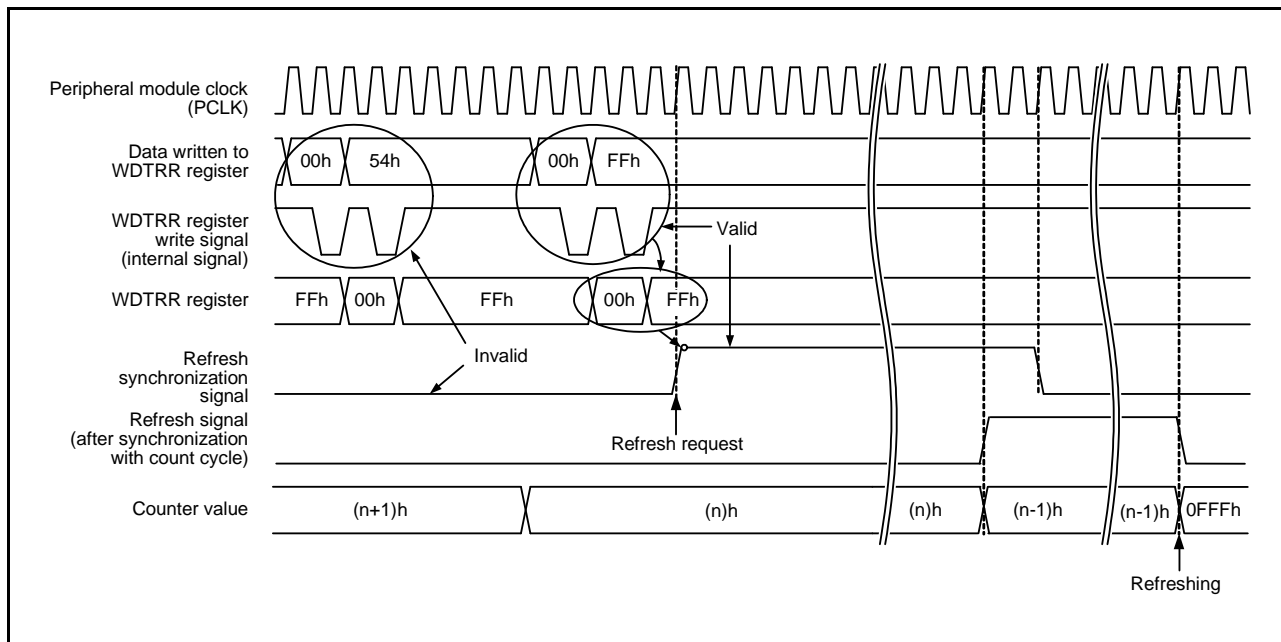 Peripheral module clock
(PCLK)
Data written to
WDTRR register
00h 54h 00h FFh
WDTRR register
write signal
(internal signal)
Valid
WDTRR register
FFh 00h FFh 00h FFh
Invalid
Refresh
synchronization
signal
Refresh request
Refresh signal
(after synchronization
with count cycle)
Counter value
(n+1)h (n)h (n)h (n-1)h (n-1)h 0FFFh
Refreshing